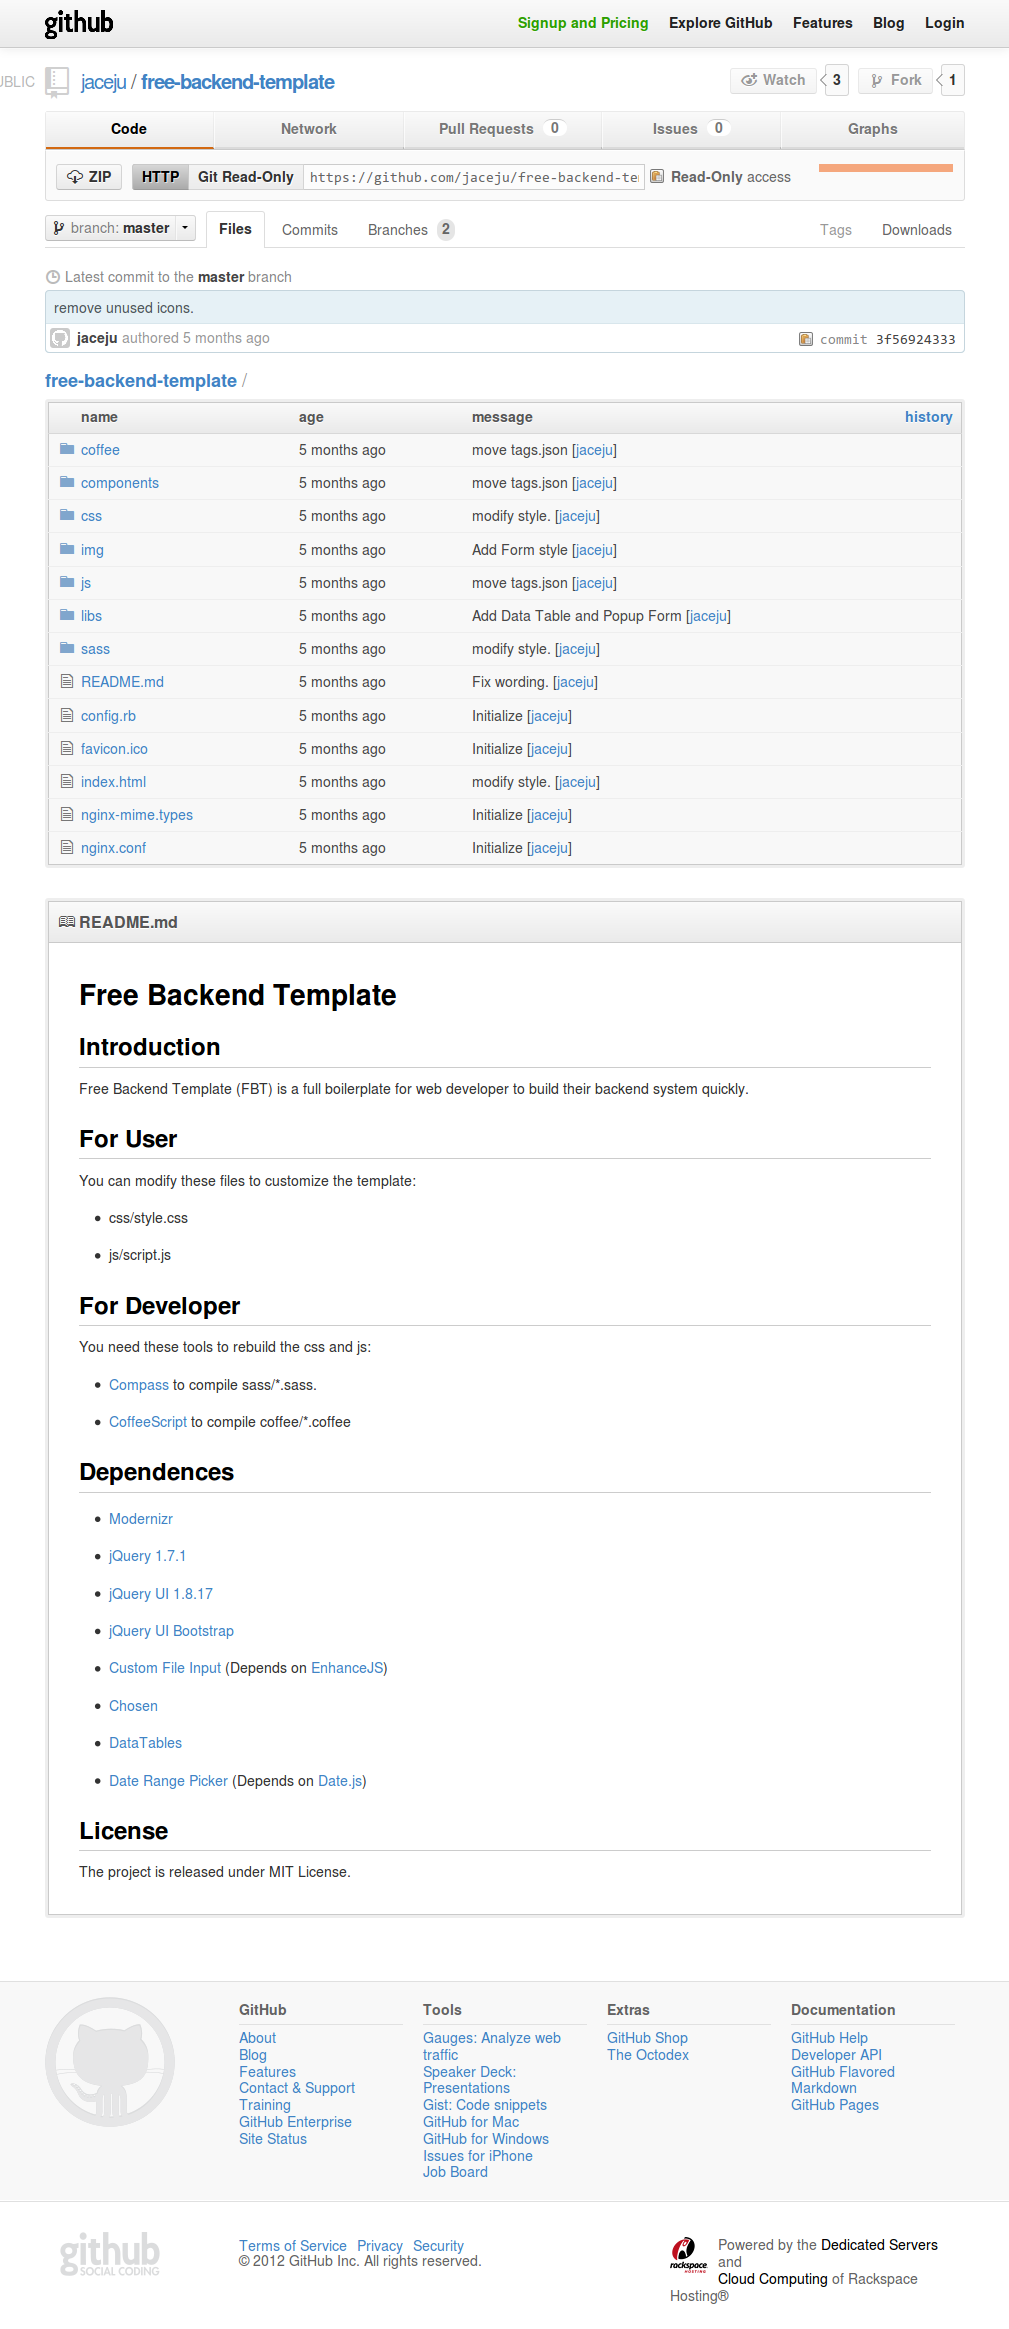 github
Signup and Pricing Explore GitHub Features Blog Login
UBLIC jaceju / free-backend-template Watch 3 Fork 1
Code Network Pull Requests 0 Issues 0 Graphs
ZIP HTTP Git Read-Only https://github.com/jaceju/free-backend-te Read-Only access
branch: master Files Commits Branches 2 Tags Downloads
Latest commit to the master branch
remove unused icons.
jaceju authored 5 months ago commit 3f56924333
free-backend-template /
name age message history
coffee 5 months ago move tags.json [jaceju]
components 5 months ago move tags.json [jaceju]
css 5 months ago modify style. [jaceju]
img 5 months ago Add Form style [jaceju]
js 5 months ago move tags.json [jaceju]
libs 5 months ago Add Data Table and Popup Form [jaceju]
sass 5 months ago modify style. [jaceju]
README.md 5 months ago Fix wording. [jaceju]
config.rb 5 months ago Initialize [jaceju]
favicon.ico 5 months ago Initialize [jaceju]
index.html 5 months ago modify style. [jaceju]
nginx-mime.types 5 months ago Initialize [jaceju]
nginx.conf 5 months ago Initialize [jaceju]
README.md
Free Backend Template
Introduction
Free Backend Template (FBT) is a full boilerplate for web developer to build their backend system quickly.
For User
You can modify these files to customize the template:
• css/style.css
• js/script.js
For Developer
You need these tools to rebuild the css and js:
• Compass to compile sass/*.sass.
• CoffeeScript to compile coffee/*.coffee
Dependences
• Modernizr
• jQuery 1.7.1
• jQuery UI 1.8.17
• jQuery UI Bootstrap
• Custom File Input (Depends on EnhanceJS)
• Chosen
• DataTables
• Date Range Picker (Depends on Date.js)
License
The project is released under MIT License.
GitHub
About
Blog
Features
Contact & Support
Training
GitHub Enterprise
Site Status
Tools
Gauges: Analyze web
traffic
Speaker Deck:
Presentations
Gist: Code snippets
GitHub for Mac
GitHub for Windows
Issues for iPhone
Job Board
Extras
GitHub Shop
The Octodex
Documentation
GitHub Help
Developer API
GitHub Flavored
Markdown
GitHub Pages
github
SOCIAL CODING
Terms of Service Privacy Security
© 2012 GitHub Inc. All rights reserved.
rackspace
HOSTING
Powered by the Dedicated Servers
and
Cloud Computing of Rackspace
Hosting®